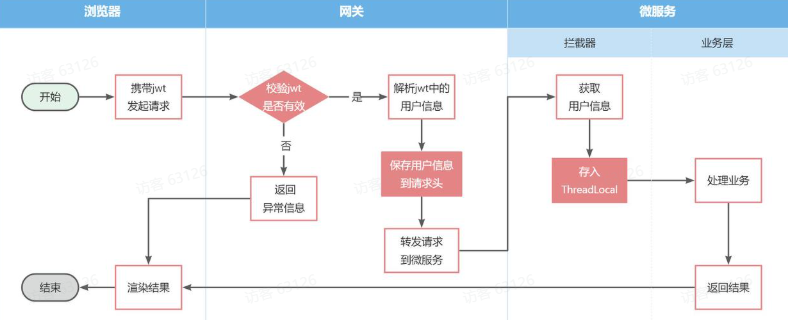 浏览器
网关
微服务
拦截器
业务层
开始
携带jwt
发起请求
校验jwt
是否有效
是
解析jwt中的
用户信息
获取
用户信息
否
保存用户信息
到请求头
存入
ThreadLocal
处理业务
返回
异常信息
转发请求
到微服务
结束
渲染结果
返回结果
访客 63126
访客 63126
访客 63126
访客 63126
访客 63126
访客 63126
访客 63126
访客 63126